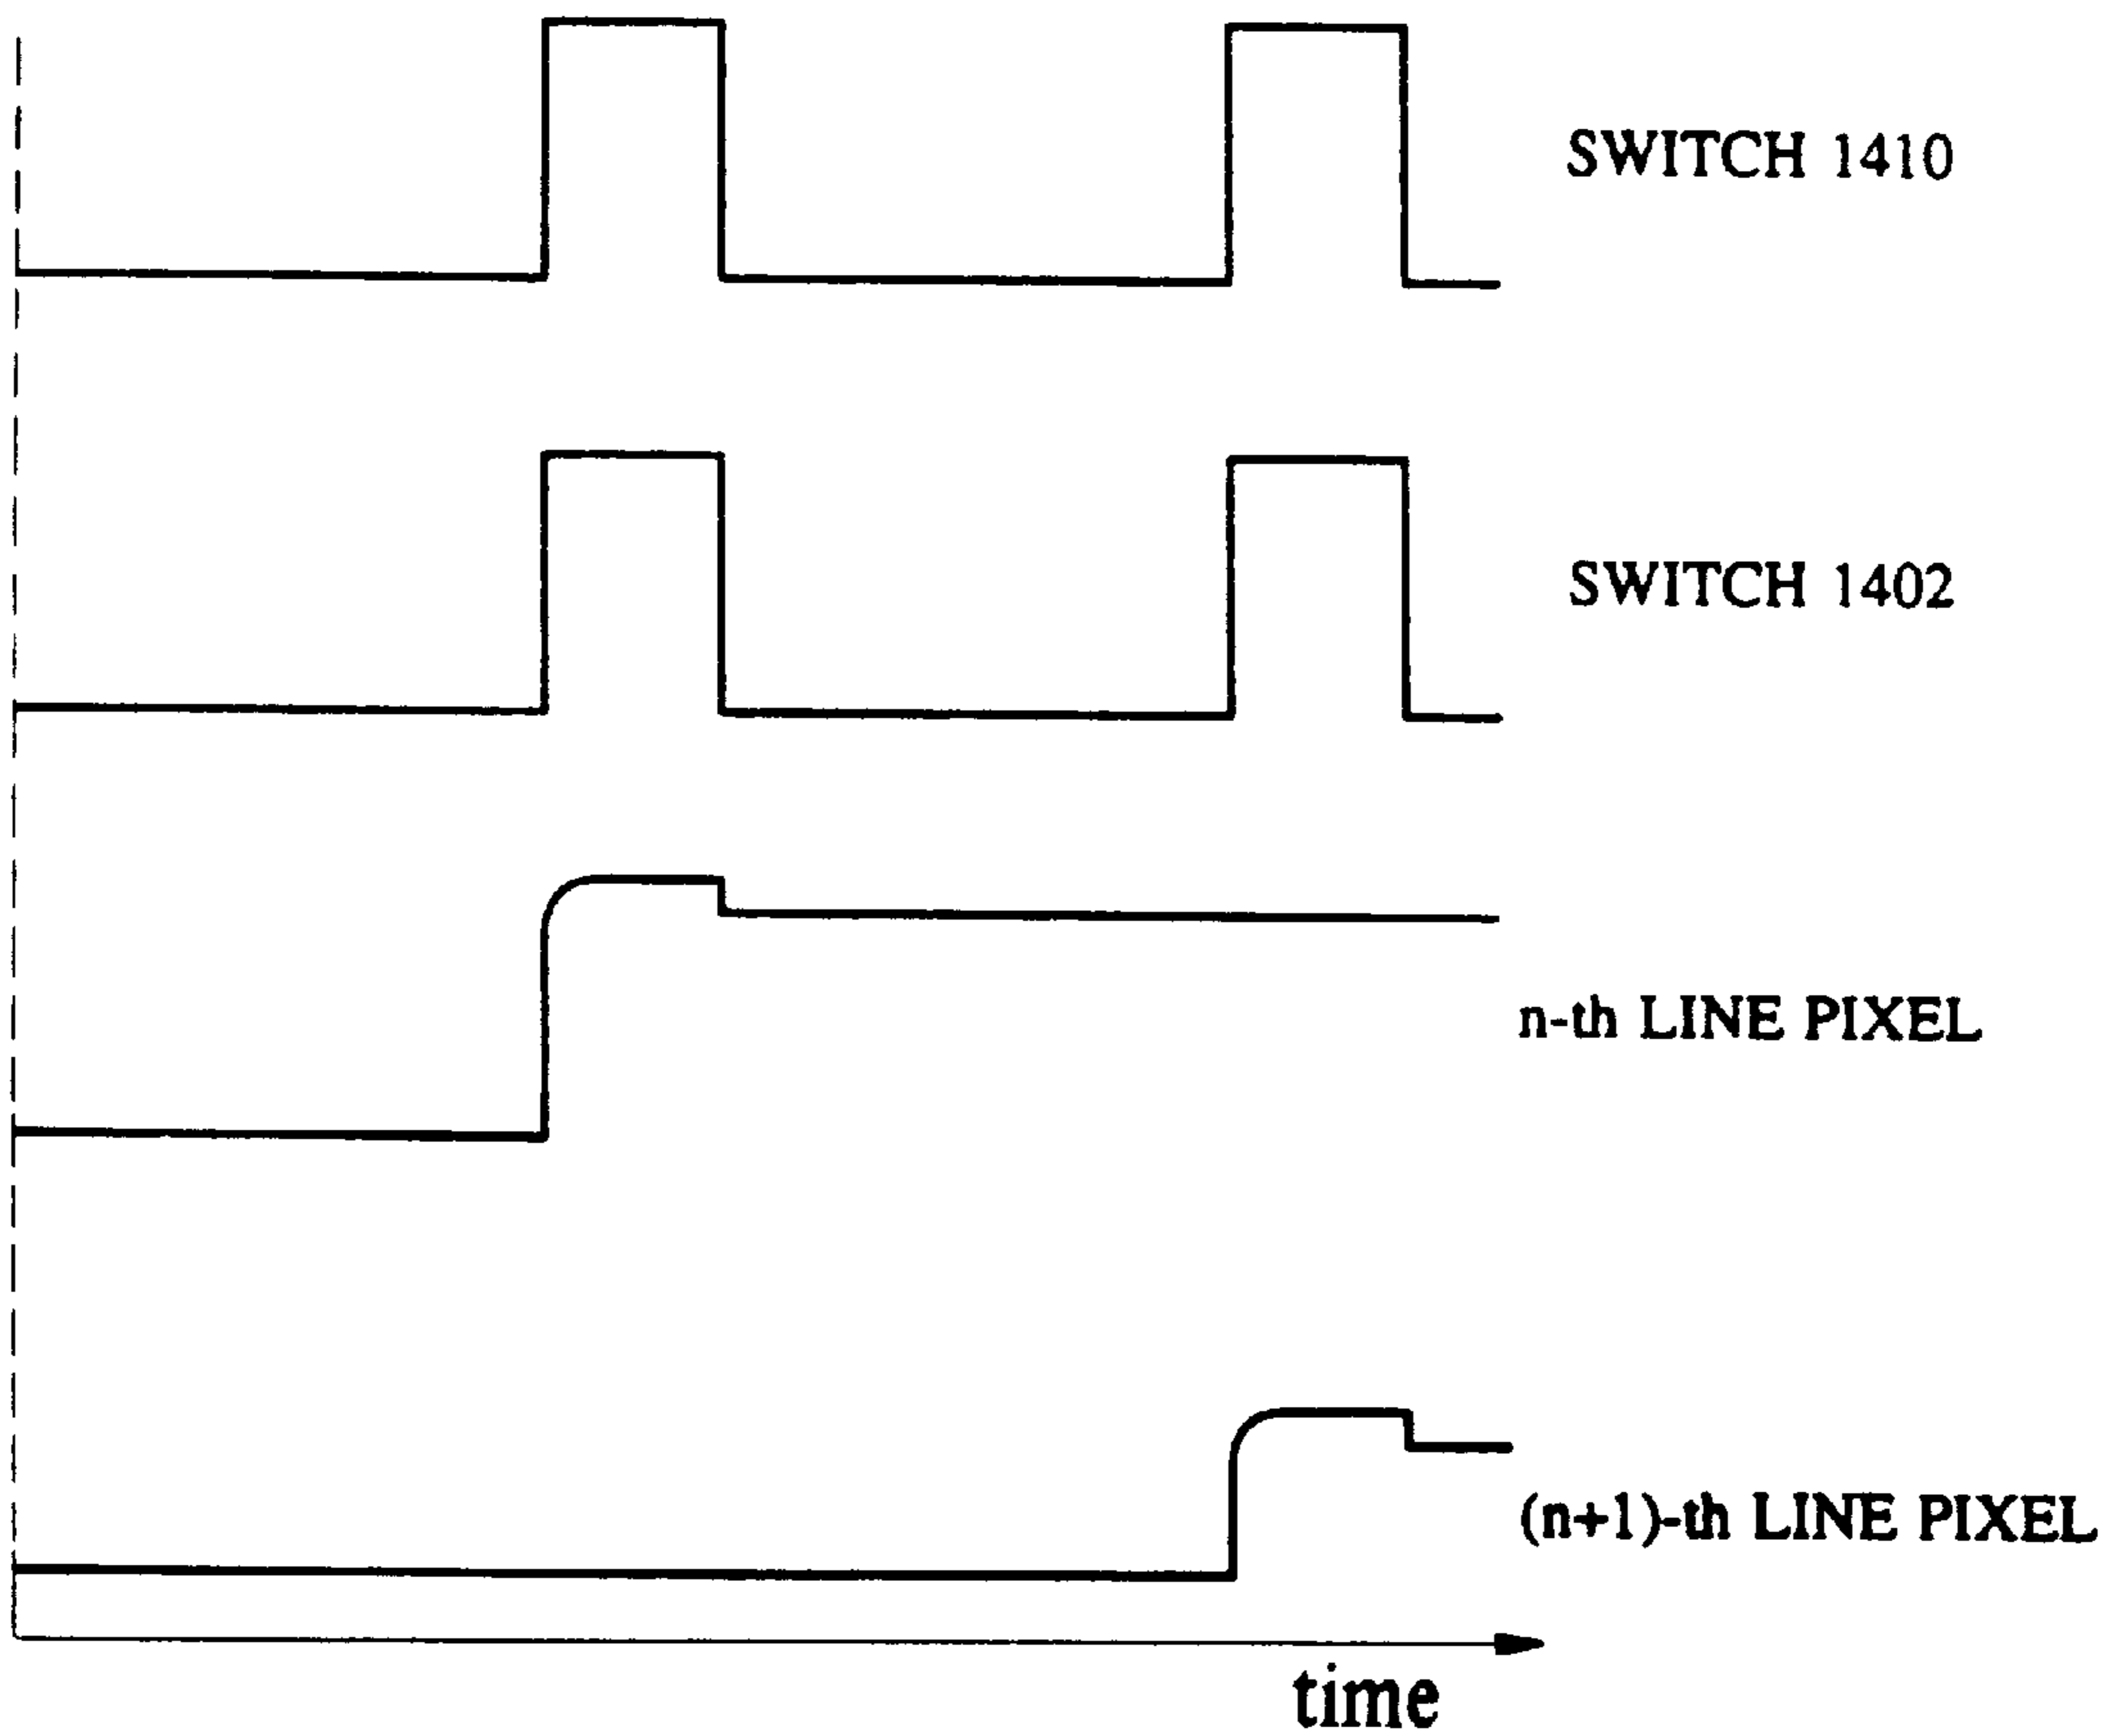 SWITCH 1410
SWITCH 1402
n-th LINE PIXEL
(n+1)-th LINE PIXEL
time